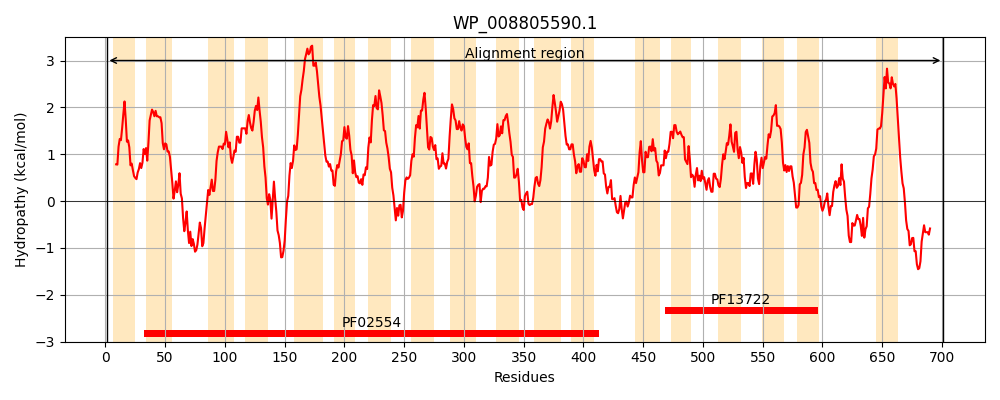 WP_008805590.1
Alignment region
Hydropathy (kcal/mol)
3
2
1
0
−1
−2
−3
PF13722
PF02554
0 50 100 150 200 250 300 350 400 450 500 550 600 650 700
Residues